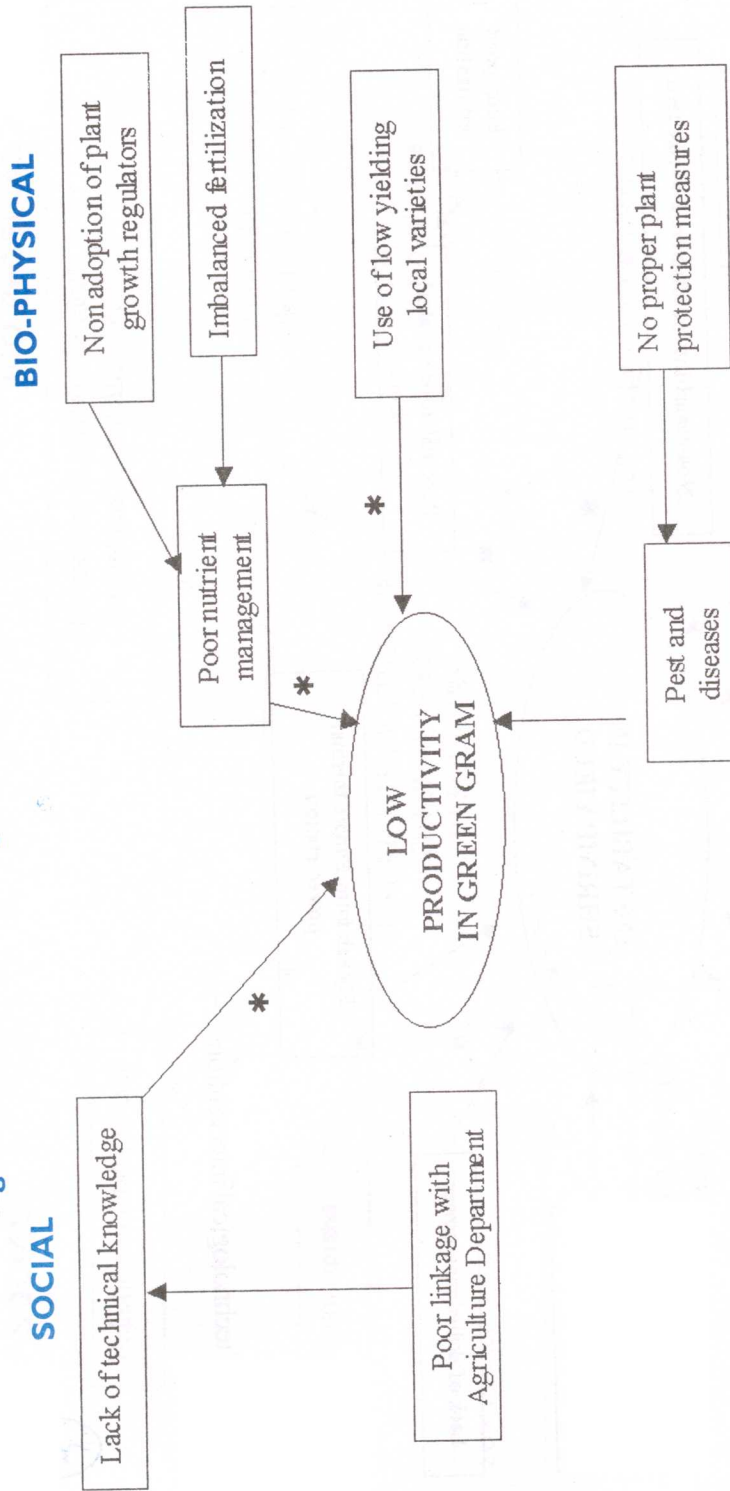 SOCIAL
BIO-PHYSICAL
Lack of technical knowledge
Poor linkage with
Agriculture Department
LOW
PRODUCTIVITY
IN GREEN GRAM
*
*
*
Poor nutrient
management
Non adoption of plant
growth regulators
Imbalanced fertilization
Use of low yielding
local varieties
Pest and
diseases
No proper plant
protection measures